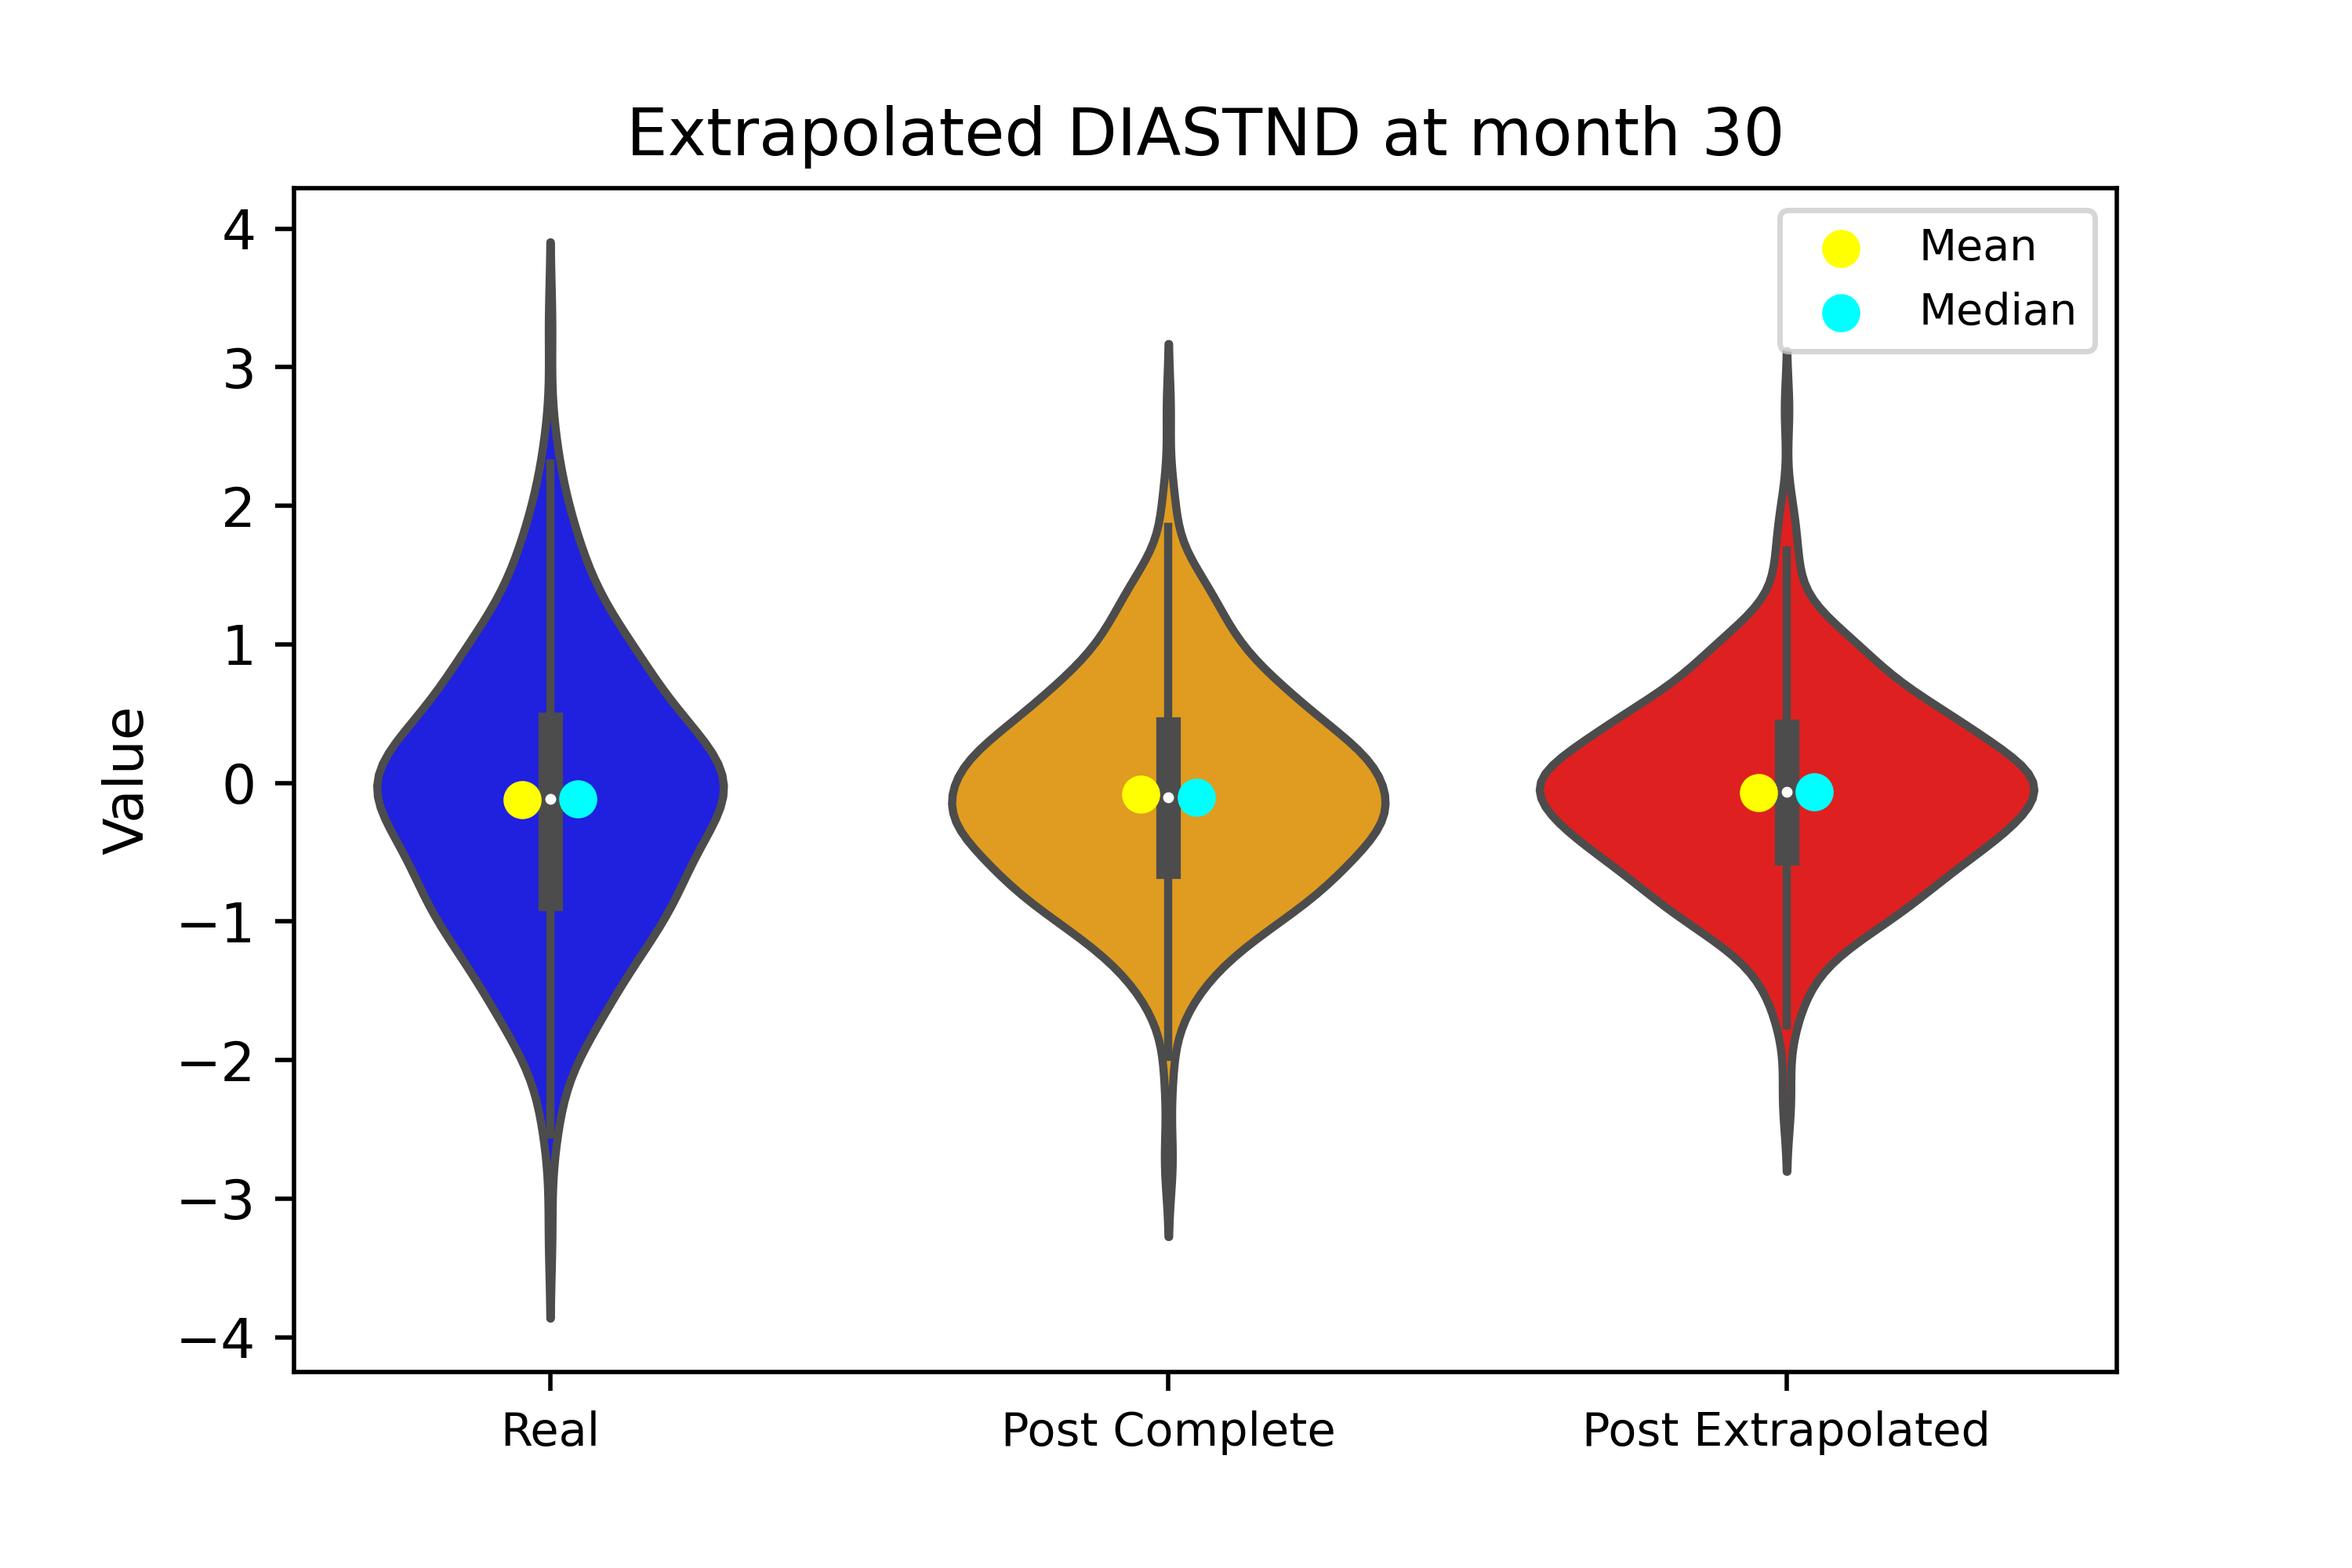 Extrapolated DIASTND at month 30
Mean
Median
Value
4
3
2
1
0
−1
−2
−3
−4
Real
Post Complete
Post Extrapolated